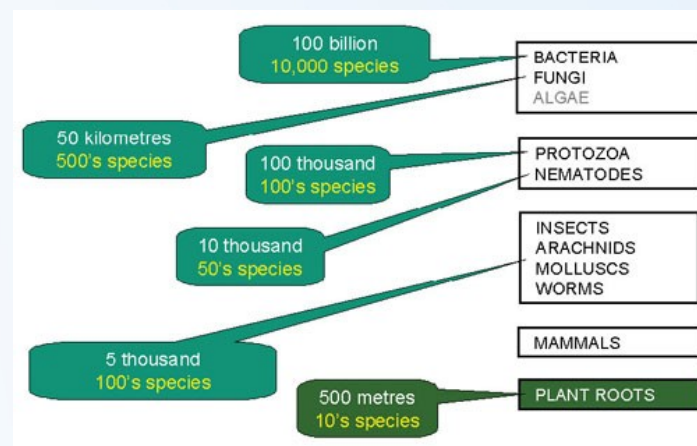 100 billion
10,000 species
BACTERIA
FUNGI
ALGAE
50 kilometres
500's species
100 thousand
100's species
PROTOZOA
NEMATODES
10 thousand
50's species
INSECTS
ARACHNIDS
MOLLUSCS
WORMS
5 thousand
100's species
MAMMALS
500 metres
10's species
PLANT ROOTS